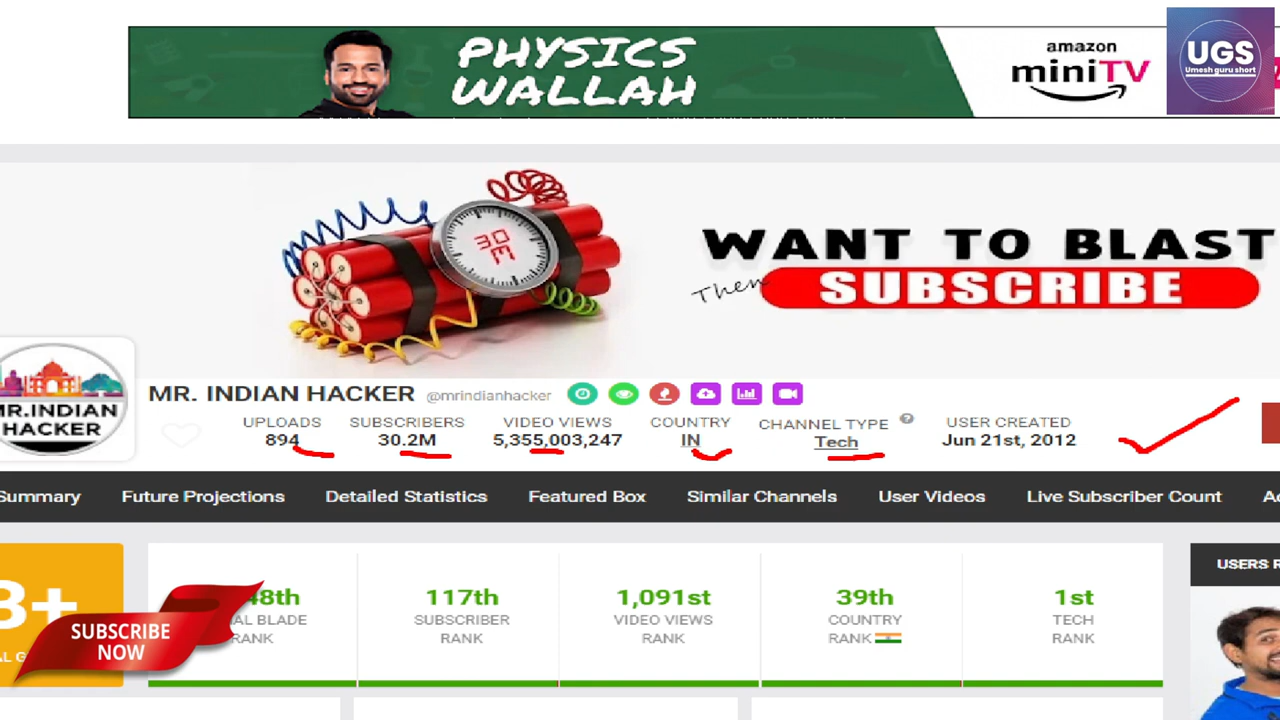 PHYSICS
WALLAH
amazon
miniTV
UGS
Umesh guru short
30
WANT TO BLAST
Then SUBSCRIBE
MR.INDIAN
HACKER
MR. INDIAN HACKER @mrindianhacker
UPLOADS SUBSCRIBERS VIDEO VIEWS COUNTRY CHANNEL TYPE ? USER CREATED
894 30.2M 5,355,003,247 IN Tech Jun 21st, 2012
Summary Future Projections Detailed Statistics Featured Box Similar Channels User Videos Live Subscriber Count
USERS
48th 117th 1,091st 39th 1st
BLADE SUBSCRIBER VIDEO VIEWS COUNTRY TECH
RANK RANK RANK RANK RANK
SUBSCRIBE
NOW